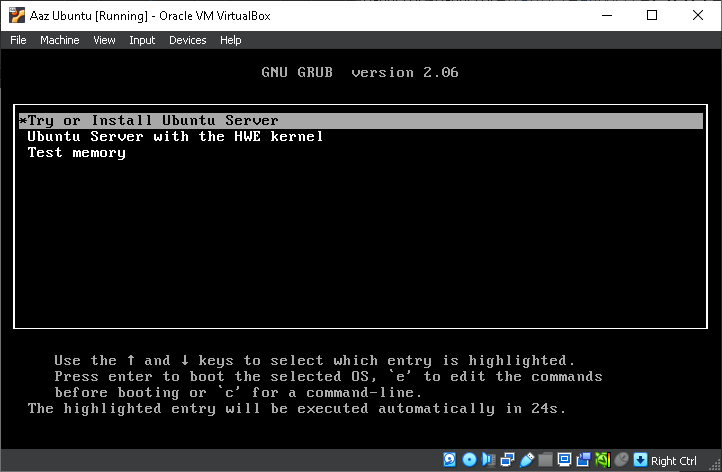 Aaz Ubuntu [Running] - Oracle VM VirtualBox
File Machine View Input Devices Help
GNU GRUB version 2.06
*Try or Install Ubuntu Server
Ubuntu Server with the HWE kernel
Test memory
Use the ↑ and ↓ keys to select which entry is highlighted.
Press enter to boot the selected OS, `e' to edit the commands
before booting or `c' for a command-line.
The highlighted entry will be executed automatically in 24s.
Right Ctrl